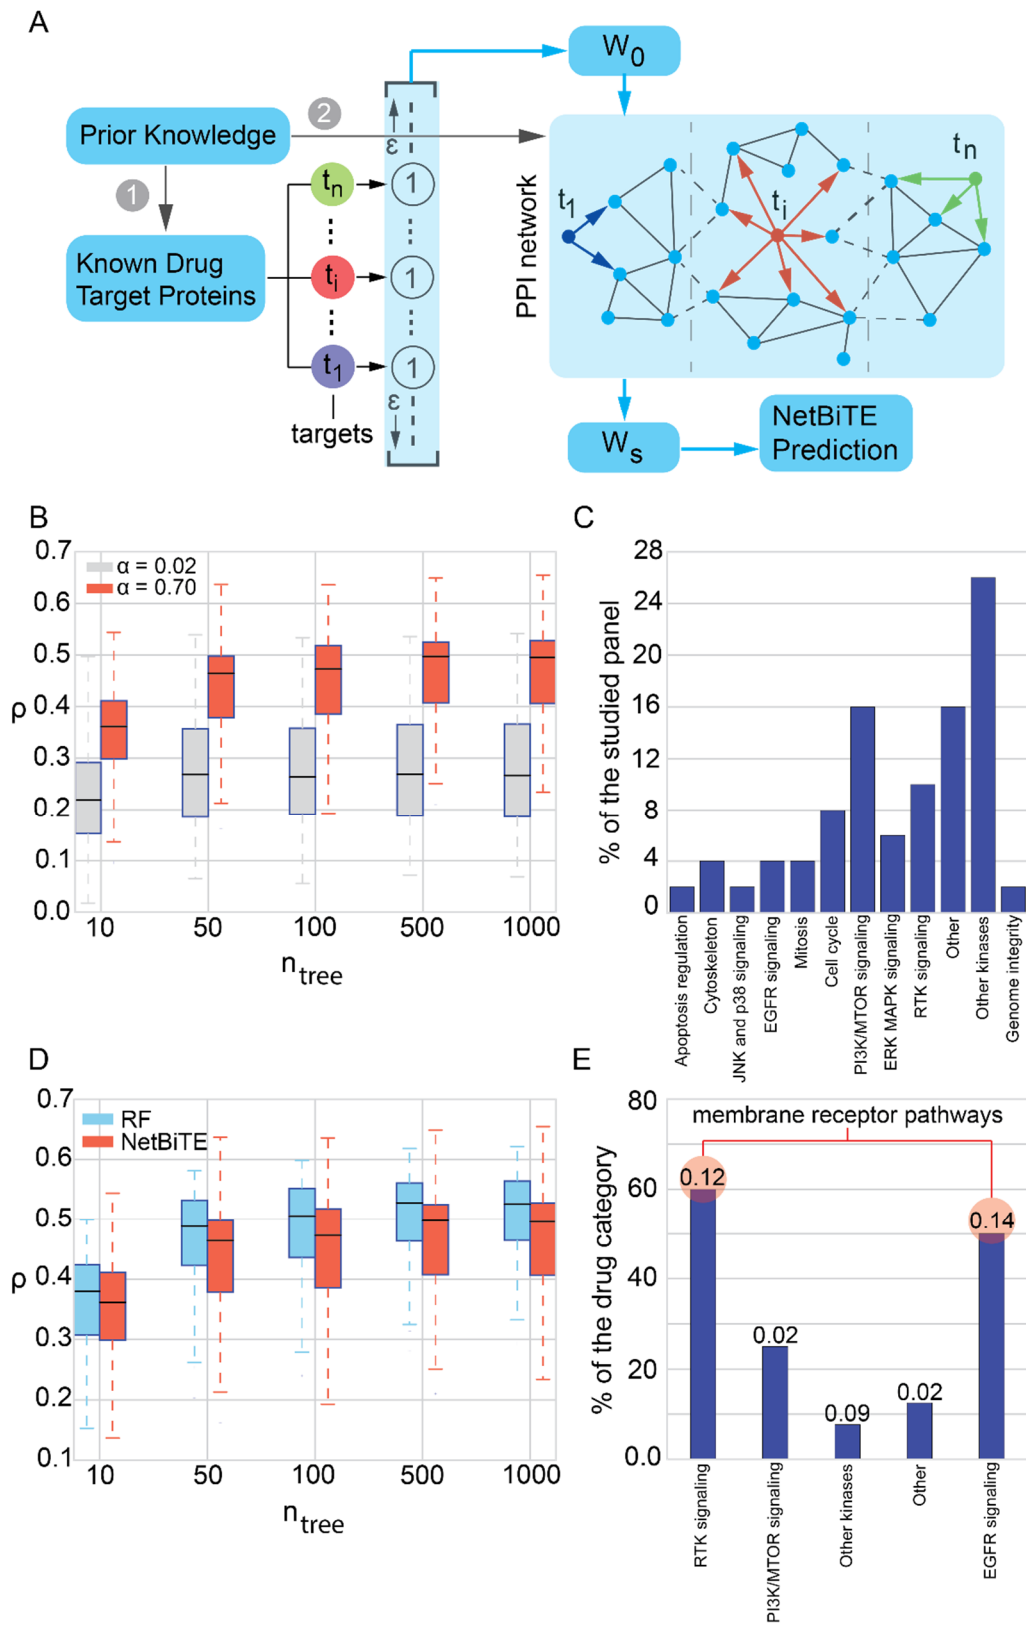 A
W0
2
Prior Knowledge
ε
1
tn
1
ti
1
t1
1
ε
targets
Known Drug
Target Proteins
PPI network
t1
ti
tn
Ws
NetBiTE
Prediction
B
0.7
0.6
0.5
0.4
0.3
0.2
0.1
0.0
ρ
α = 0.02
α = 0.70
10 50 100 500 1000
ntree
C
% of the studied panel
28
24
20
16
12
8
4
0
Apoptosis regulation
Cytoskeleton
JNK and p38 signaling
EGFR signaling
Mitosis
Cell cycle
PI3K/MTOR signaling
ERK MAPK signaling
RTK signaling
Other
Other kinases
Genome integrity
D
0.7
0.6
0.5
0.4
0.3
0.2
0.1
ρ
RF
NetBiTE
10 50 100 500 1000
ntree
E
% of the drug category
80
60
40
20
0.0
membrane receptor pathways
0.12
0.02
0.09
0.02
0.14
RTK signaling
PI3K/MTOR signaling
Other kinases
Other
EGFR signaling